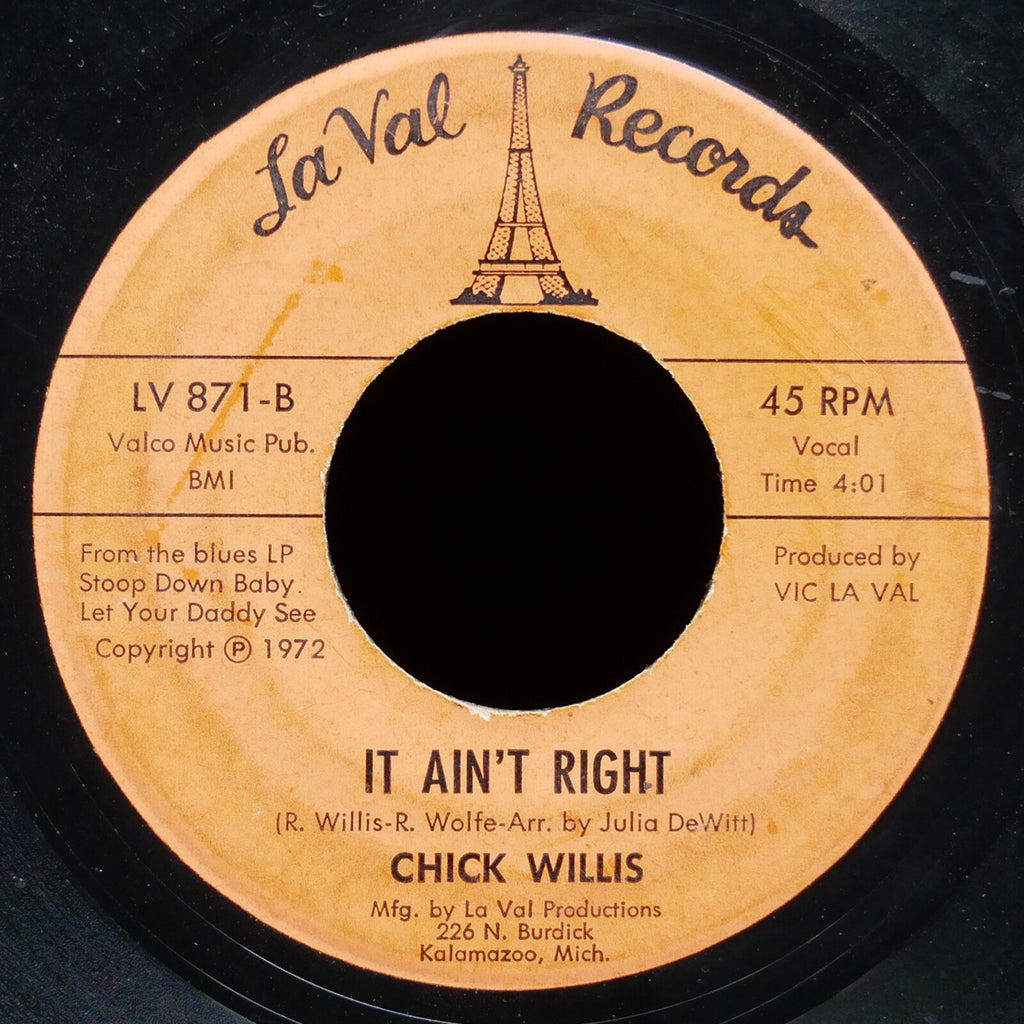 La Val Records
LV 871-B
Valco Music Pub.
BMI
45 RPM
Vocal
Time 4:01
From the blues LP
Stoop Down Baby.
Let Your Daddy See
Copyright Ⓟ 1972
Produced by
VIC LA VAL
IT AIN'T RIGHT
(R. Willis-R. Wolfe-Arr. by Julia DeWitt)
CHICK WILLIS
Mfg. by La Val Productions
226 N. Burdick
Kalamazoo, Mich.